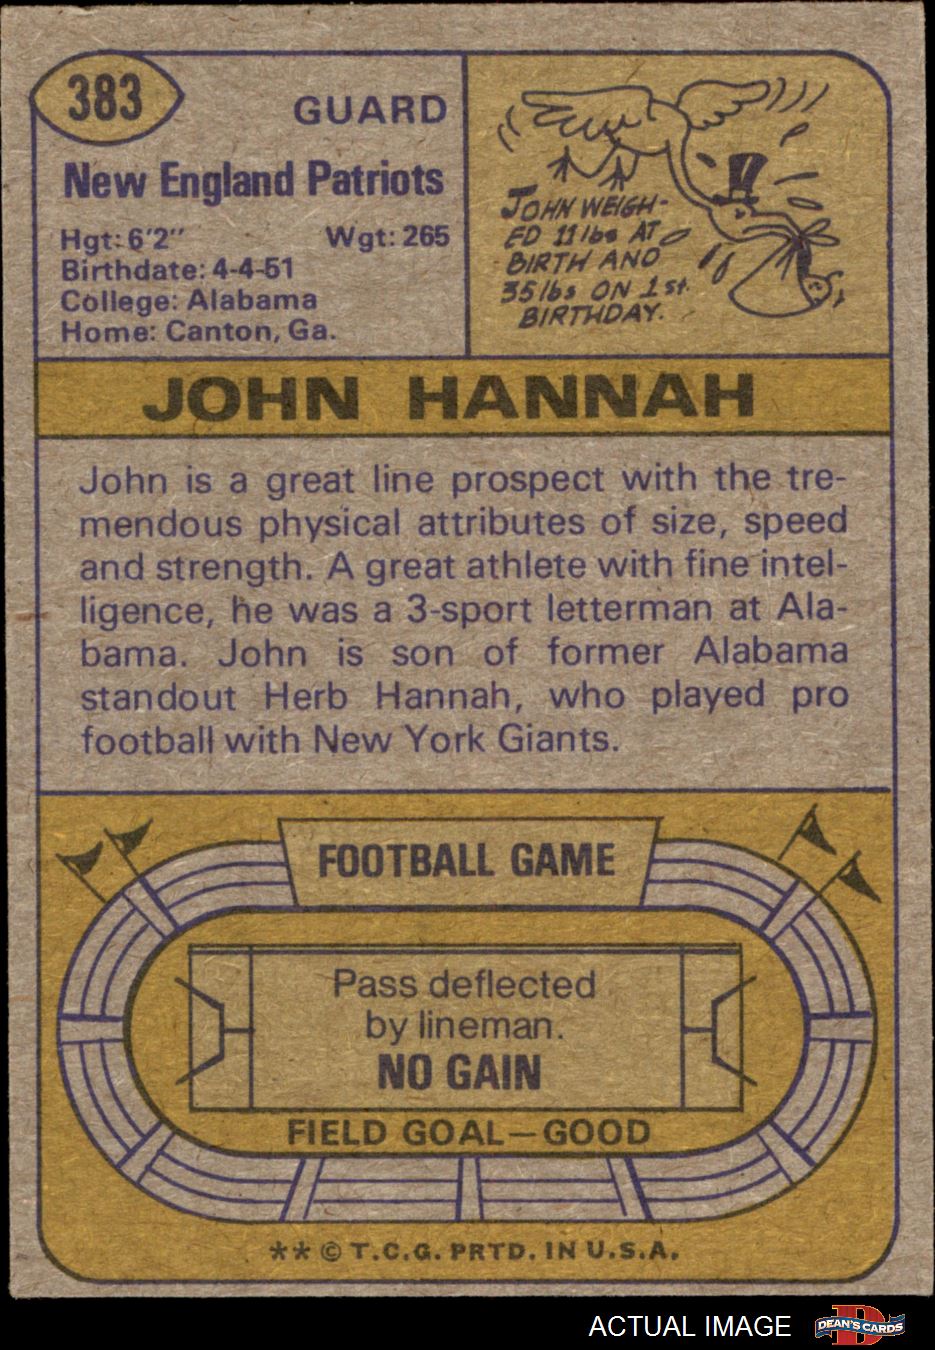 383
GUARD
New England Patriots
Hgt: 6'2" Wgt: 265
Birthdate: 4-4-51
College: Alabama
Home: Canton, Ga.
JOHN WEIGH-
ED 11 lbs AT
BIRTH AND
35 lbs ON 1st.
BIRTHDAY.
JOHN HANNAH
John is a great line prospect with the tre-
mendous physical attributes of size, speed
and strength. A great athlete with fine intel-
ligence, he was a 3-sport letterman at Ala-
bama. John is son of former Alabama
standout Herb Hannah, who played pro
football with New York Giants.
FOOTBALL GAME
Pass deflected
by lineman.
NO GAIN
FIELD GOAL—GOOD
** © T.C.G. PRTD. IN U.S.A.
ACTUAL IMAGE
D
DEAN'S CARDS